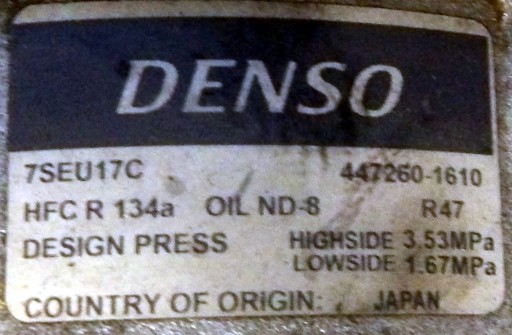 DENSO
7SEU17C 447260-1610
HFC R 134a OIL ND-8 R47
DESIGN PRESS HIGHSIDE 3.53MPa
LOWSIDE 1.67MPa
COUNTRY OF ORIGIN: JAPAN